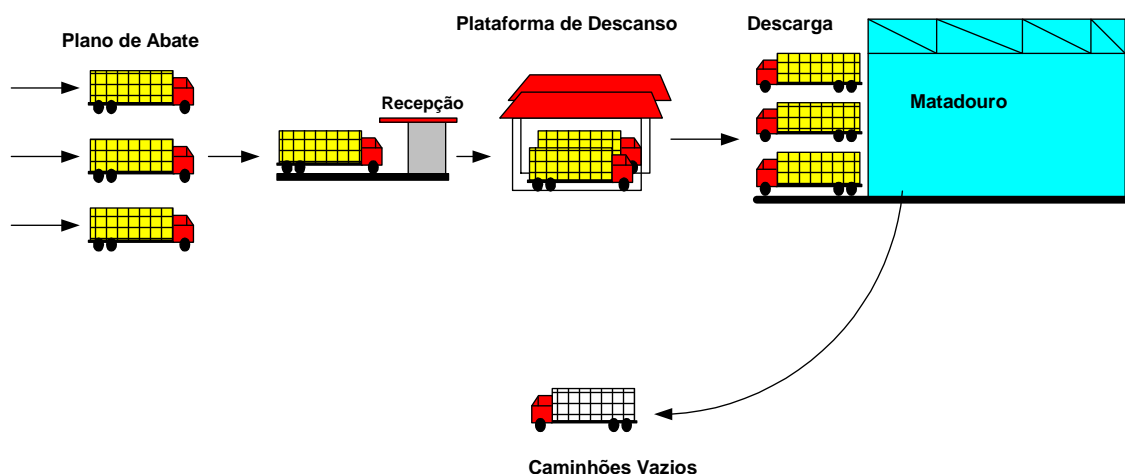 Plano de Abate
Recepção
Plataforma de Descanso
Descarga
Matadouro
Caminhões Vazios